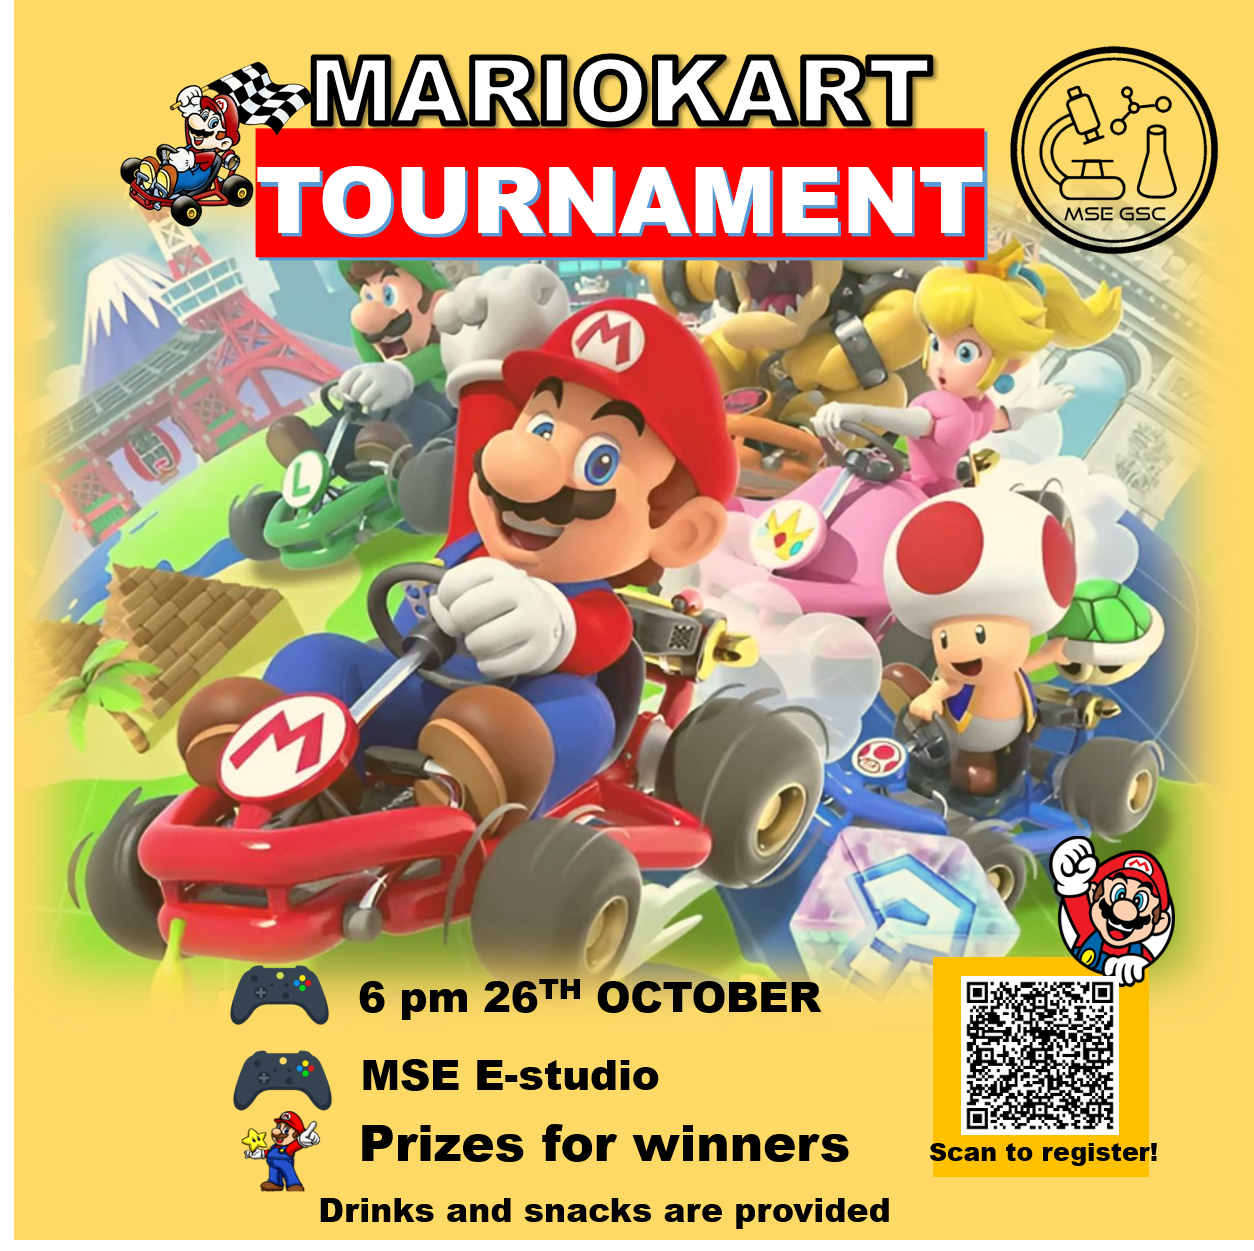 MARIOKART
TOURNAMENT
MSE GSC
M
L
M
6 pm 26TH OCTOBER
MSE E-studio
Prizes for winners
Drinks and snacks are provided
Scan to register!